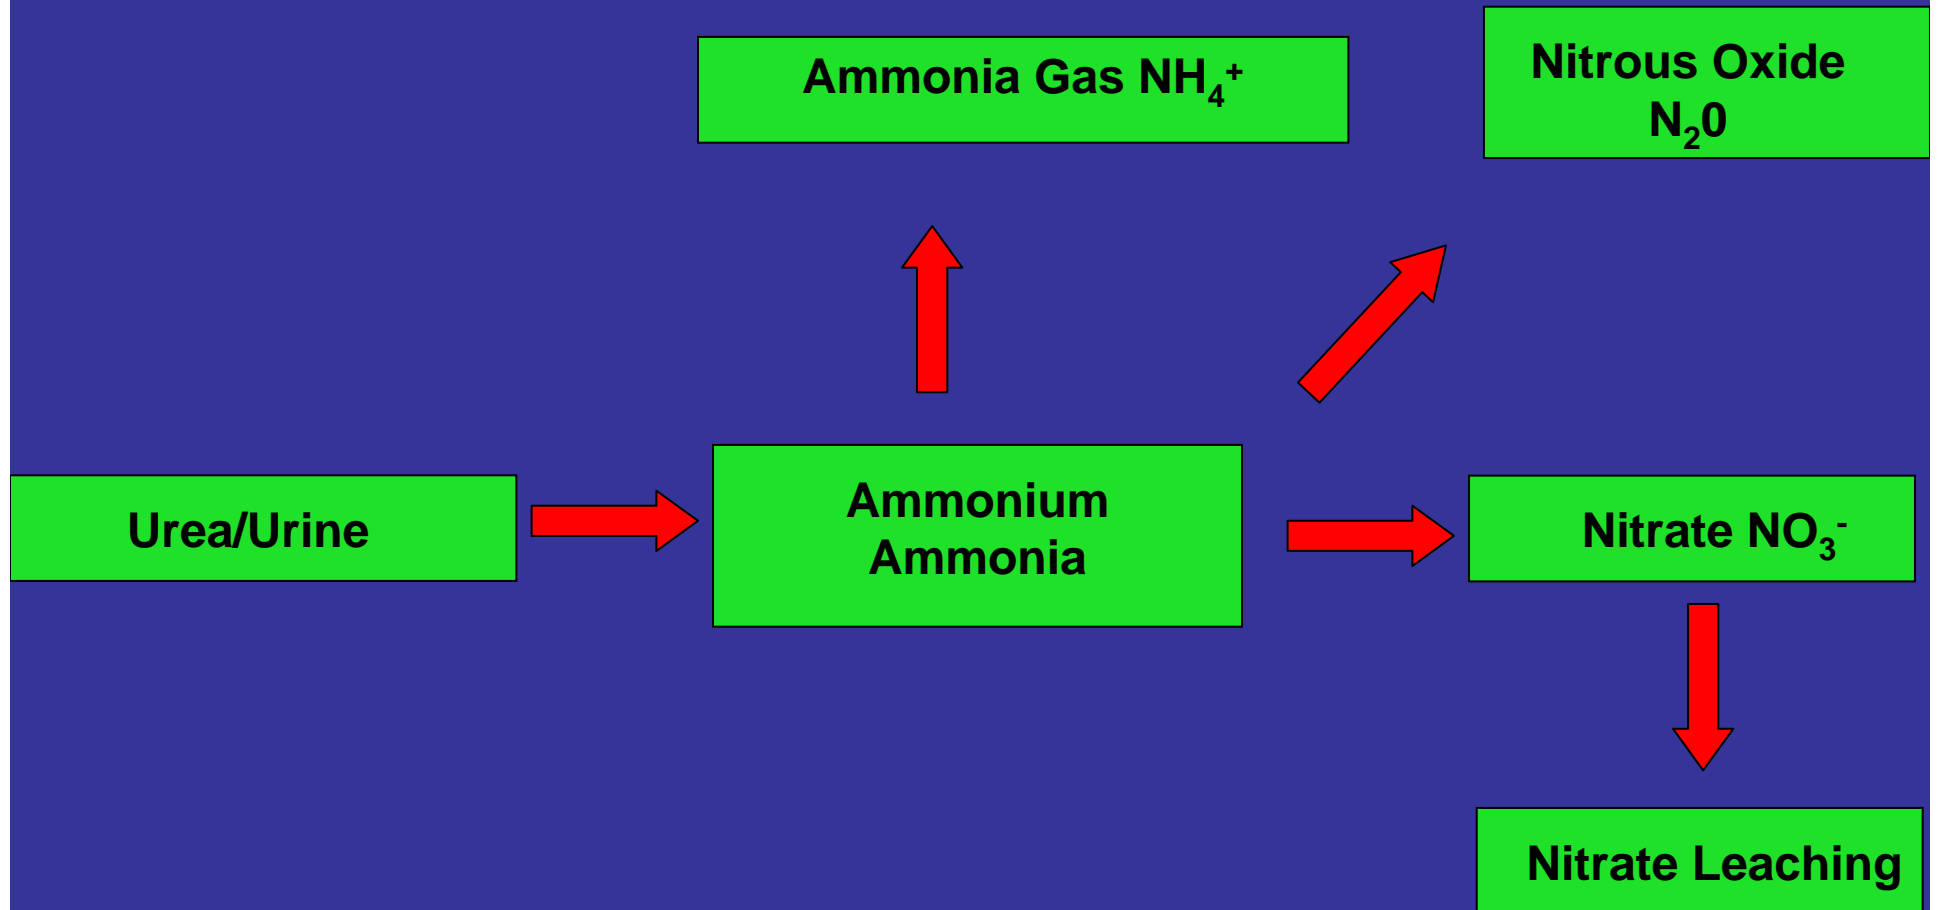 Ammonia Gas NH₄⁺
Nitrous Oxide
N₂0
Urea/Urine
Ammonium
Ammonia
Nitrate NO₃⁻
Nitrate Leaching